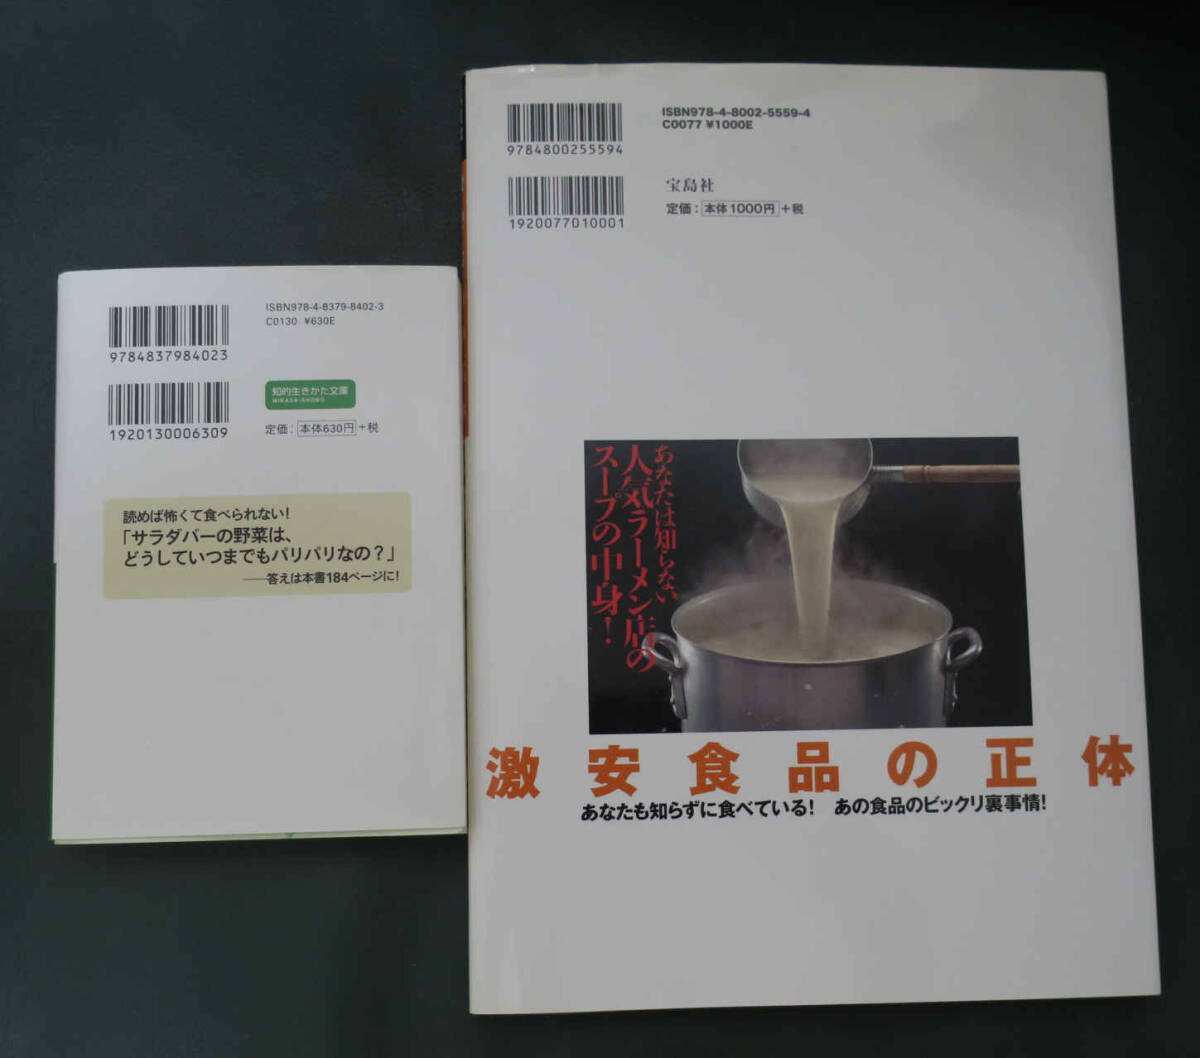 ISBN978-4-8379-8402-3
C0130 ¥630E
9784837984023
知的生きかた文庫
MIKASA-SHOBO
1920130006309
定価：本体630円+税
読めば怖くて食べられない！
「サラダバーの野菜は、
どうしていつまでもパリパリなの？」
――答えは本書184ページに！
ISBN978-4-8002-5559-4
C0077 ¥1000E
9784800255594
宝島社
定価：本体1000円+税
1920077010001
あなたは知らない
人気ラーメン店の
スープの中身！
激安食品の正体
あなたも知らずに食べている！ あの食品のビックリ裏事情！